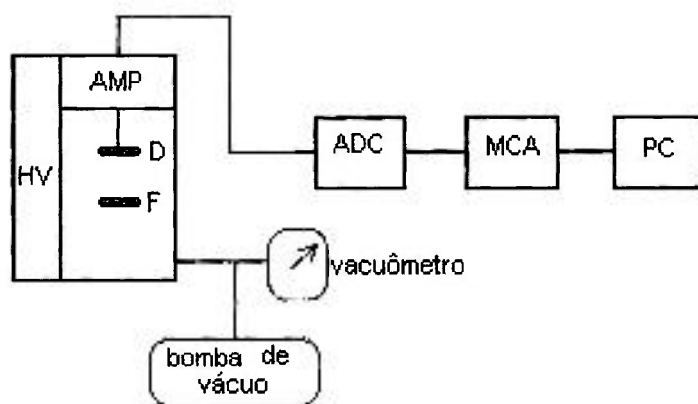 AMP
HV
D
F
ADC
MCA
PC
vacuômetro
bomba de
vácuo